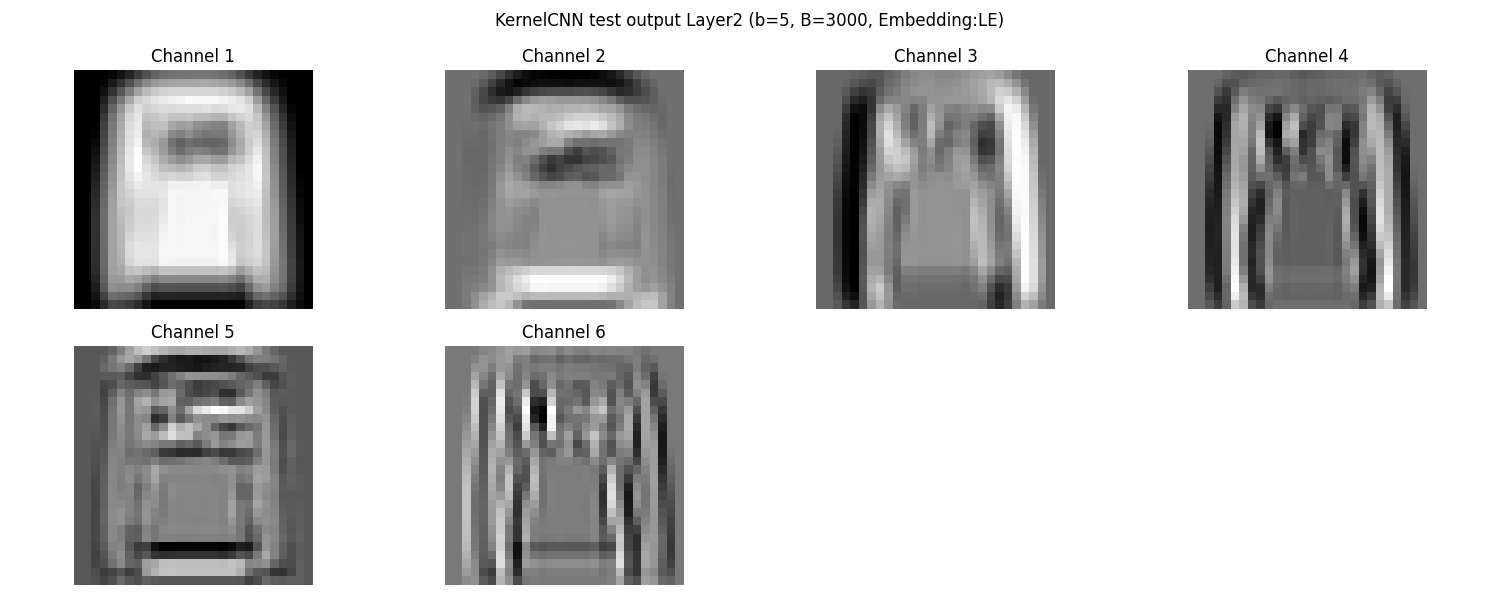 KernelCNN test output Layer2 (b=5, B=3000, Embedding:LE)
Channel 1
Channel 2
Channel 3
Channel 4
Channel 5
Channel 6